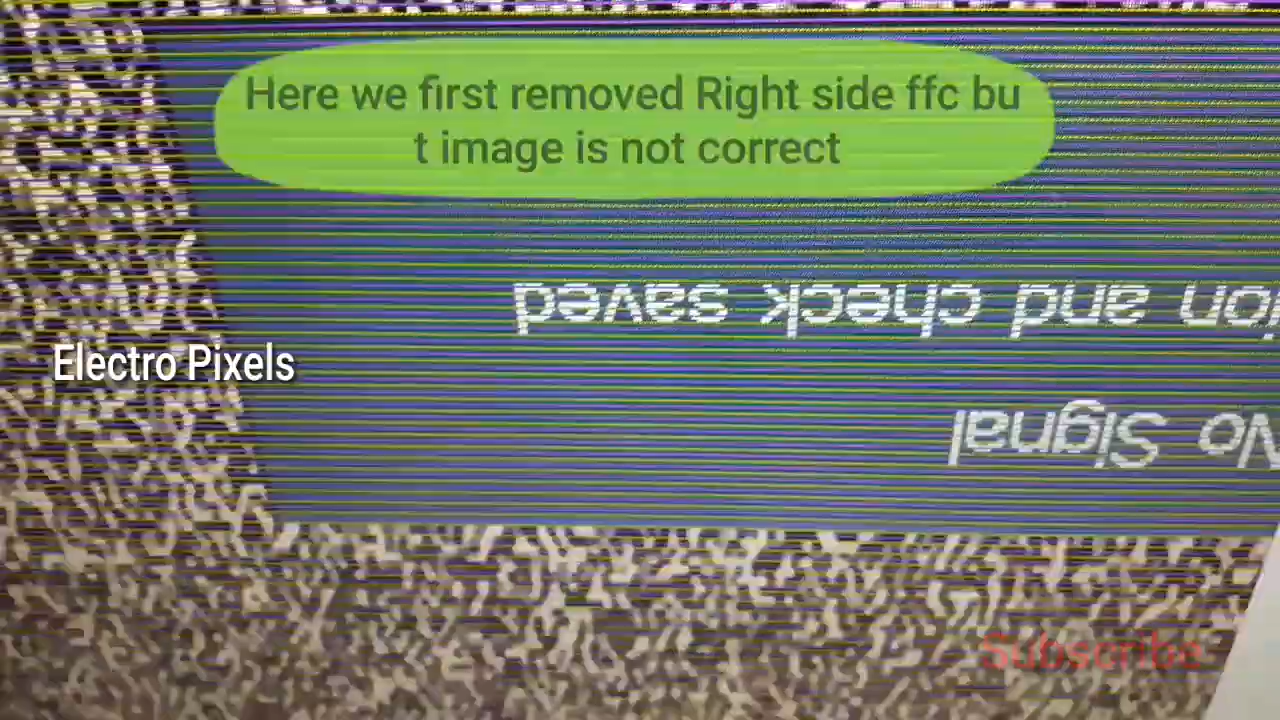 Here we first removed Right side ffc bu
t image is not correct
ion and check saved
No Signal
Electro Pixels
Subscribe